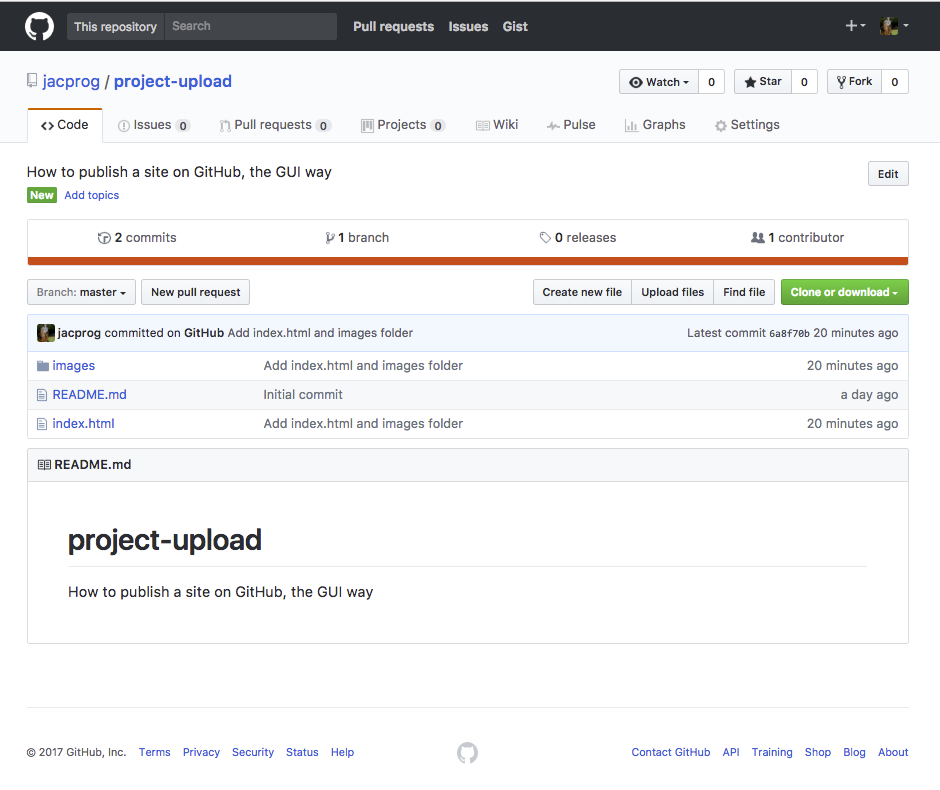 This repository Search Pull requests Issues Gist
jacprog / project-upload Watch 0 Star 0 Fork 0
Code Issues 0 Pull requests 0 Projects 0 Wiki Pulse Graphs Settings
How to publish a site on GitHub, the GUI way Edit
New Add topics
2 commits 1 branch 0 releases 1 contributor
Branch: master New pull request Create new file Upload files Find file Clone or download
jacprog committed on GitHub Add index.html and images folder Latest commit 6a8f70b 20 minutes ago
images Add index.html and images folder 20 minutes ago
README.md Initial commit a day ago
index.html Add index.html and images folder 20 minutes ago
README.md
project-upload
How to publish a site on GitHub, the GUI way
© 2017 GitHub, Inc. Terms Privacy Security Status Help Contact GitHub API Training Shop Blog About